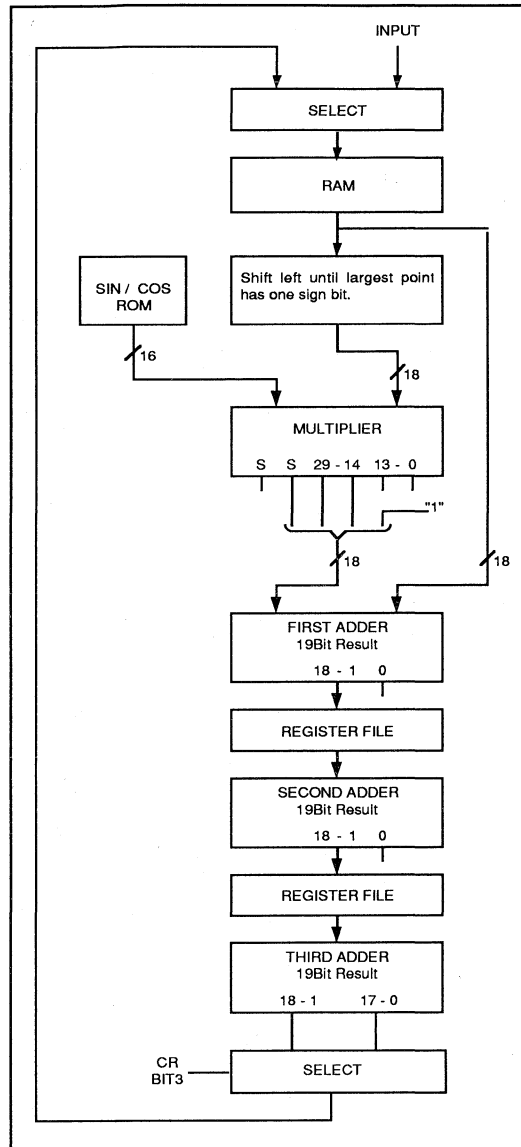 INPUT
SELECT
RAM
SIN / COS
ROM
Shift left until largest point
has one sign bit.
16
18
MULTIPLIER
S S 29 - 14 13 - 0
"1"
18
18
FIRST ADDER
19Bit Result
18 - 1 0
REGISTER FILE
SECOND ADDER
19Bit Result
18 - 1 0
REGISTER FILE
THIRD ADDER
19Bit Result
18 - 1 17 - 0
CR
BIT3
SELECT